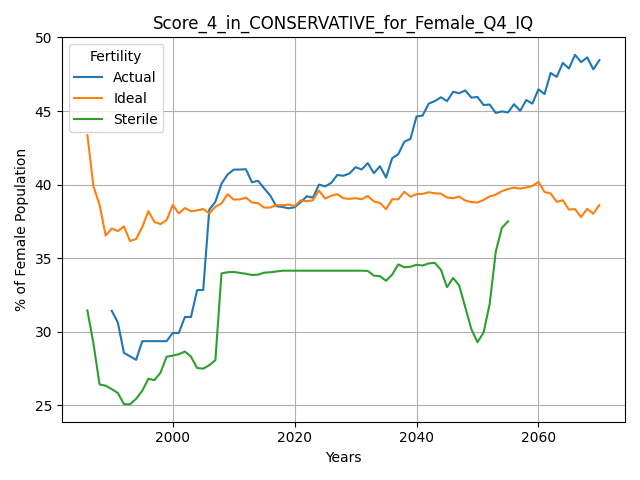 Score_4_in_CONSERVATIVE_for_Female_Q4_IQ
Fertility
Actual
Ideal
Sterile
% of Female Population
50
45
40
35
30
25
2000 2020 2040 2060
Years